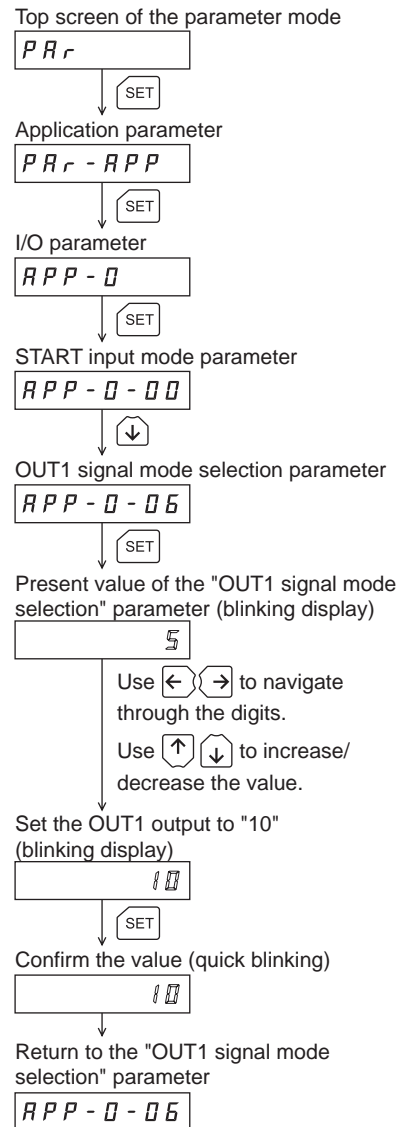 Top screen of the parameter mode
PAr
SET
Application parameter
PAr-APP
SET
I/O parameter
APP-0
SET
START input mode parameter
APP-0-00
↓
OUT1 signal mode selection parameter
APP-0-06
SET
Present value of the "OUT1 signal mode
selection" parameter (blinking display)
5
Use ← → to navigate
through the digits.
Use ↑ ↓ to increase/
decrease the value.
Set the OUT1 output to "10"
(blinking display)
10
SET
Confirm the value (quick blinking)
10
Return to the "OUT1 signal mode
selection" parameter
APP-0-06